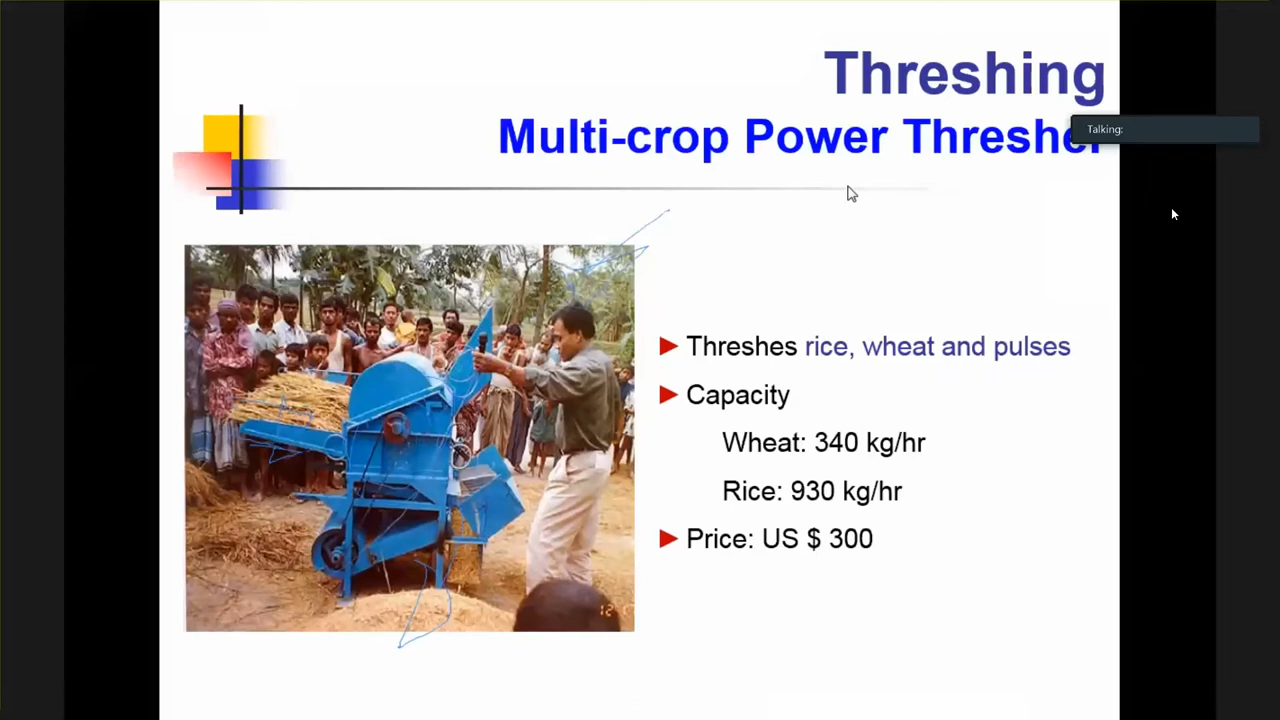 Threshing
Multi-crop Power Thresher
Talking:
Threshes rice, wheat and pulses
Capacity
Wheat: 340 kg/hr
Rice: 930 kg/hr
Price: US $ 300